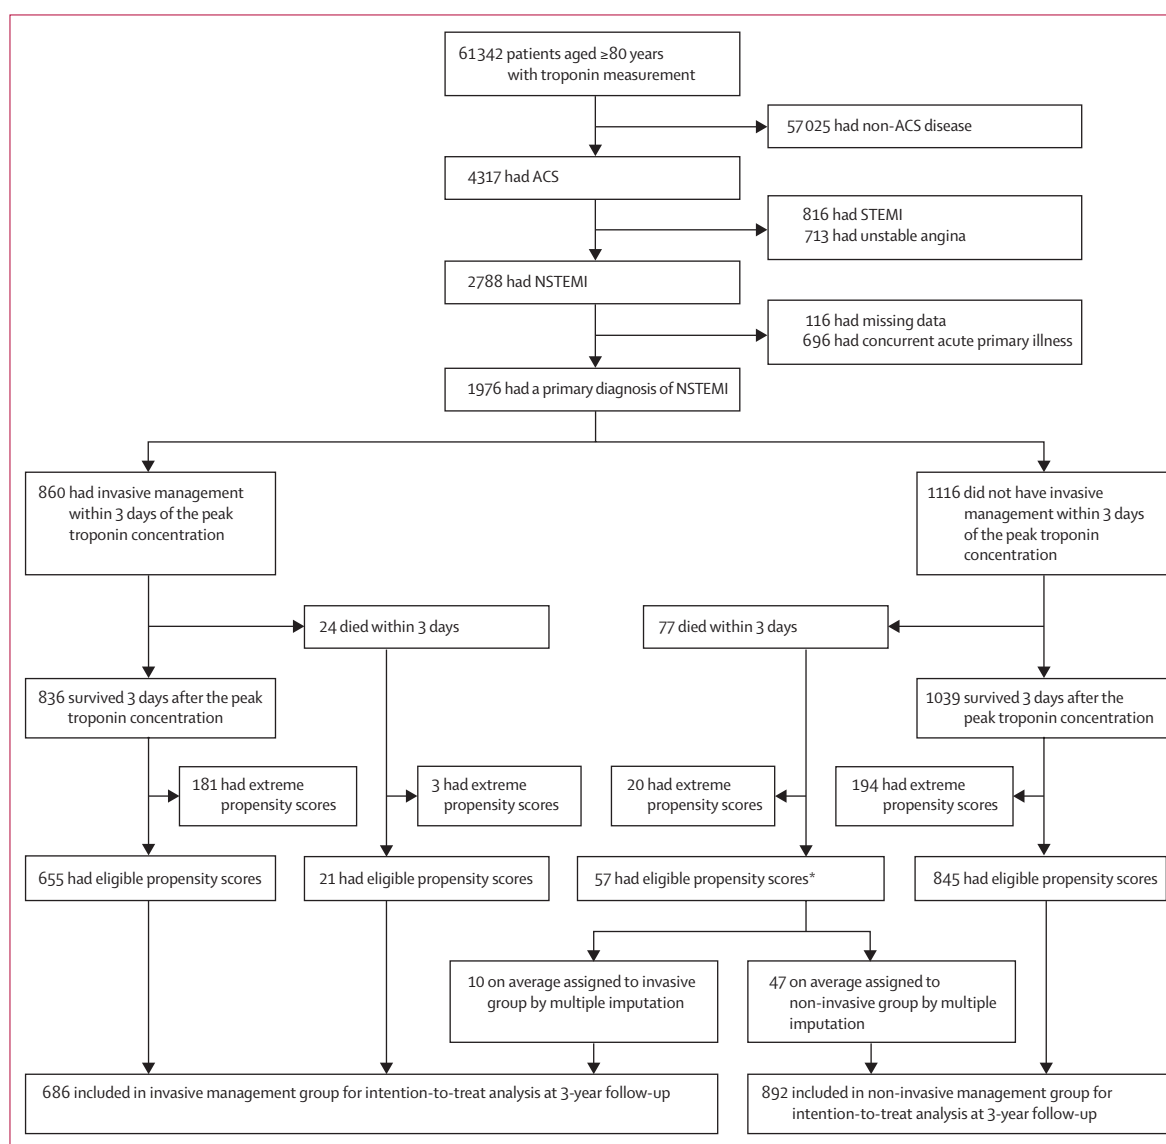 61342 patients aged ≥80 years
with troponin measurement
57025 had non-ACS disease
4317 had ACS
816 had STEMI
713 had unstable angina
2788 had NSTEMI
116 had missing data
696 had concurrent acute primary illness
1976 had a primary diagnosis of NSTEMI
860 had invasive management
within 3 days of the peak
troponin concentration
1116 did not have invasive
management within 3 days
of the peak troponin
concentration
24 died within 3 days
77 died within 3 days
836 survived 3 days after the peak
troponin concentration
1039 survived 3 days after the
peak troponin concentration
181 had extreme
propensity scores
3 had extreme
propensity scores
20 had extreme
propensity scores
194 had extreme
propensity scores
655 had eligible propensity scores
21 had eligible propensity scores
57 had eligible propensity scores*
845 had eligible propensity scores
10 on average assigned to invasive
group by multiple imputation
47 on average assigned to
non-invasive group by multiple
imputation
686 included in invasive management group for intention-to-treat analysis at 3-year follow-up
892 included in non-invasive management group for
intention-to-treat analysis at 3-year follow-up